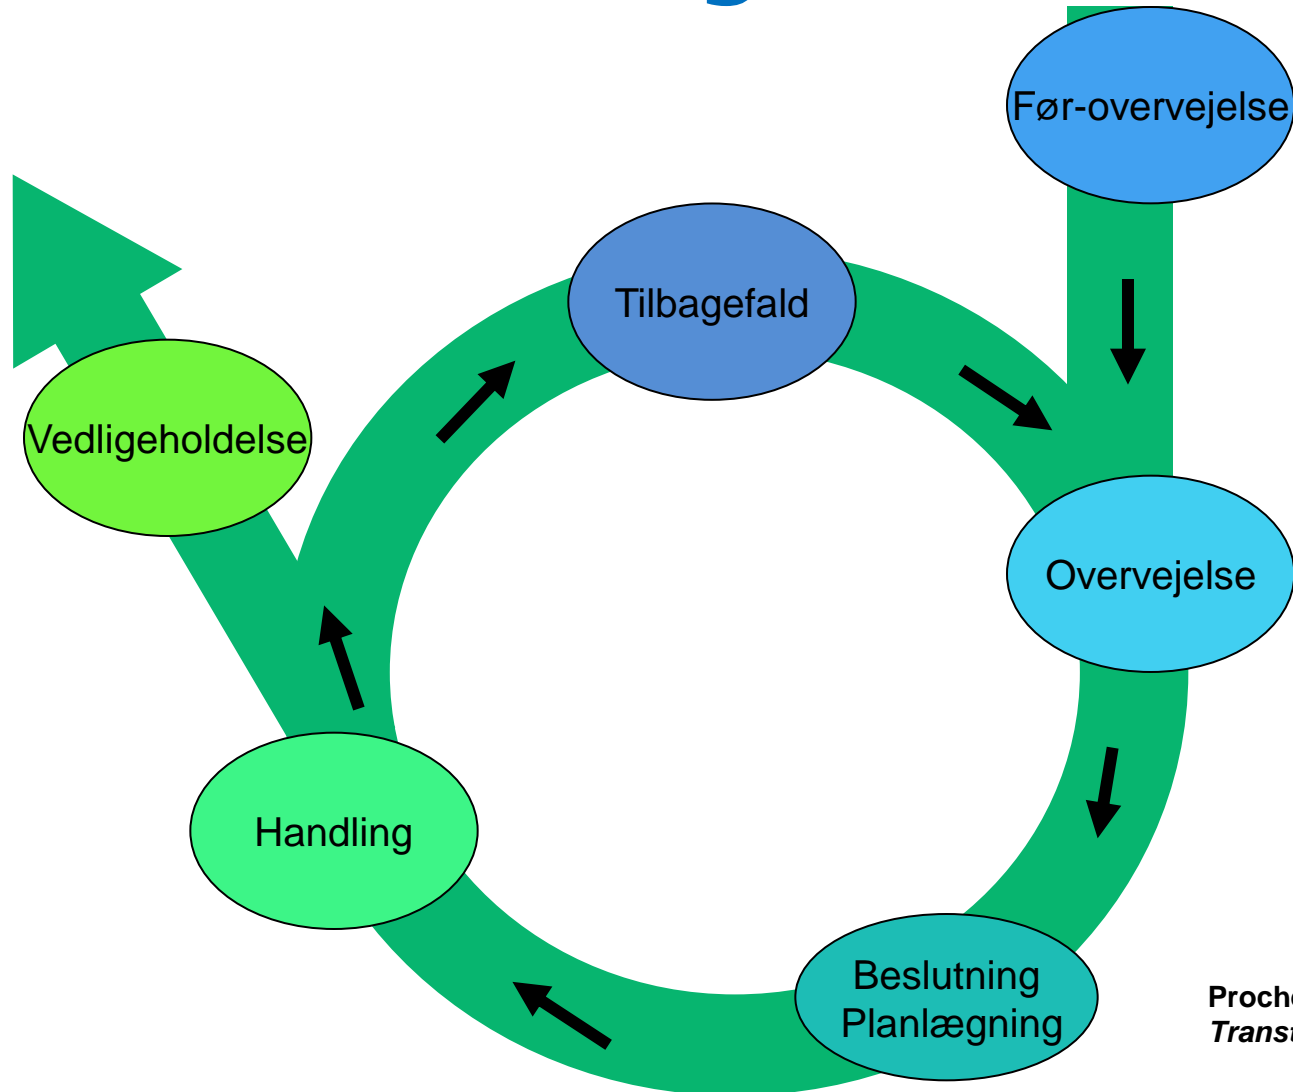 Før-overvejelse
Tilbagefald
Vedligeholdelse
Overvejelse
Handling
Beslutning
Planlægning